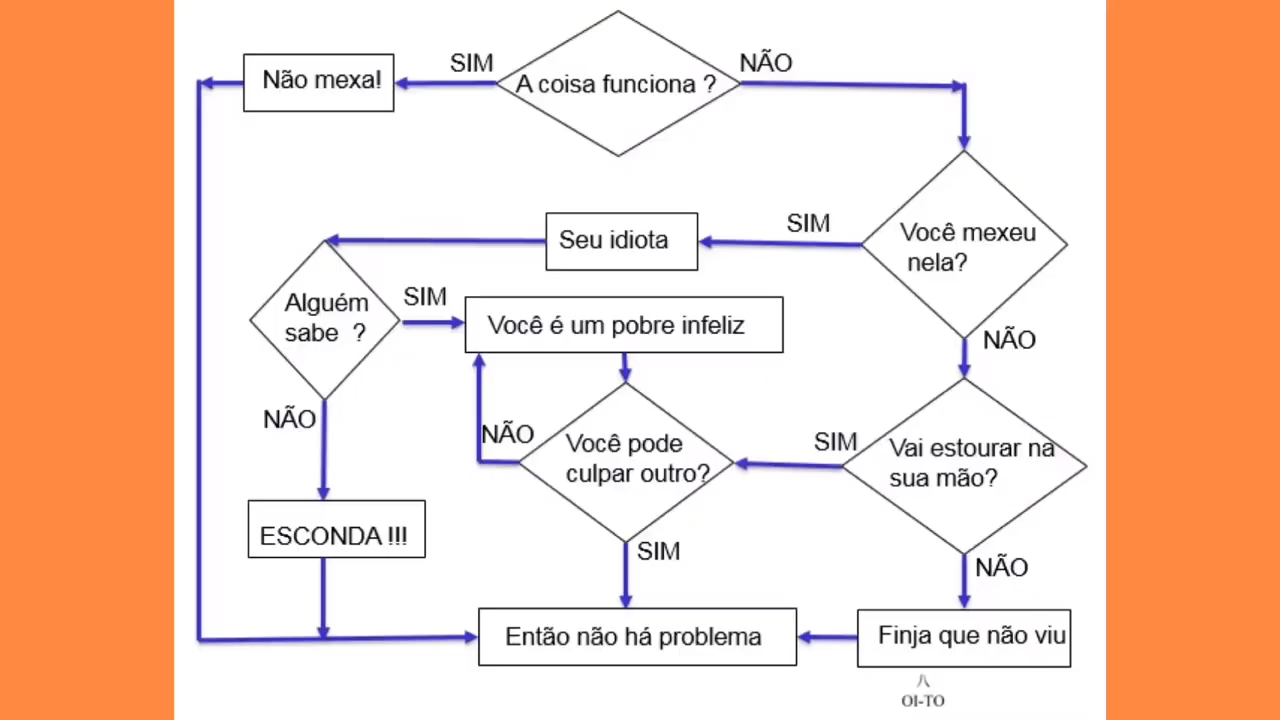 A coisa funciona ?
SIM
NÃO
Não mexa!
Você mexeu
nela?
SIM
Seu idiota
NÃO
Alguém
sabe ?
SIM
Você é um pobre infeliz
NÃO
NÃO
Você pode
culpar outro?
SIM
Vai estourar na
sua mão?
ESCONDA !!!
SIM
NÃO
Então não há problema
Finja que não viu
八
OI-TO